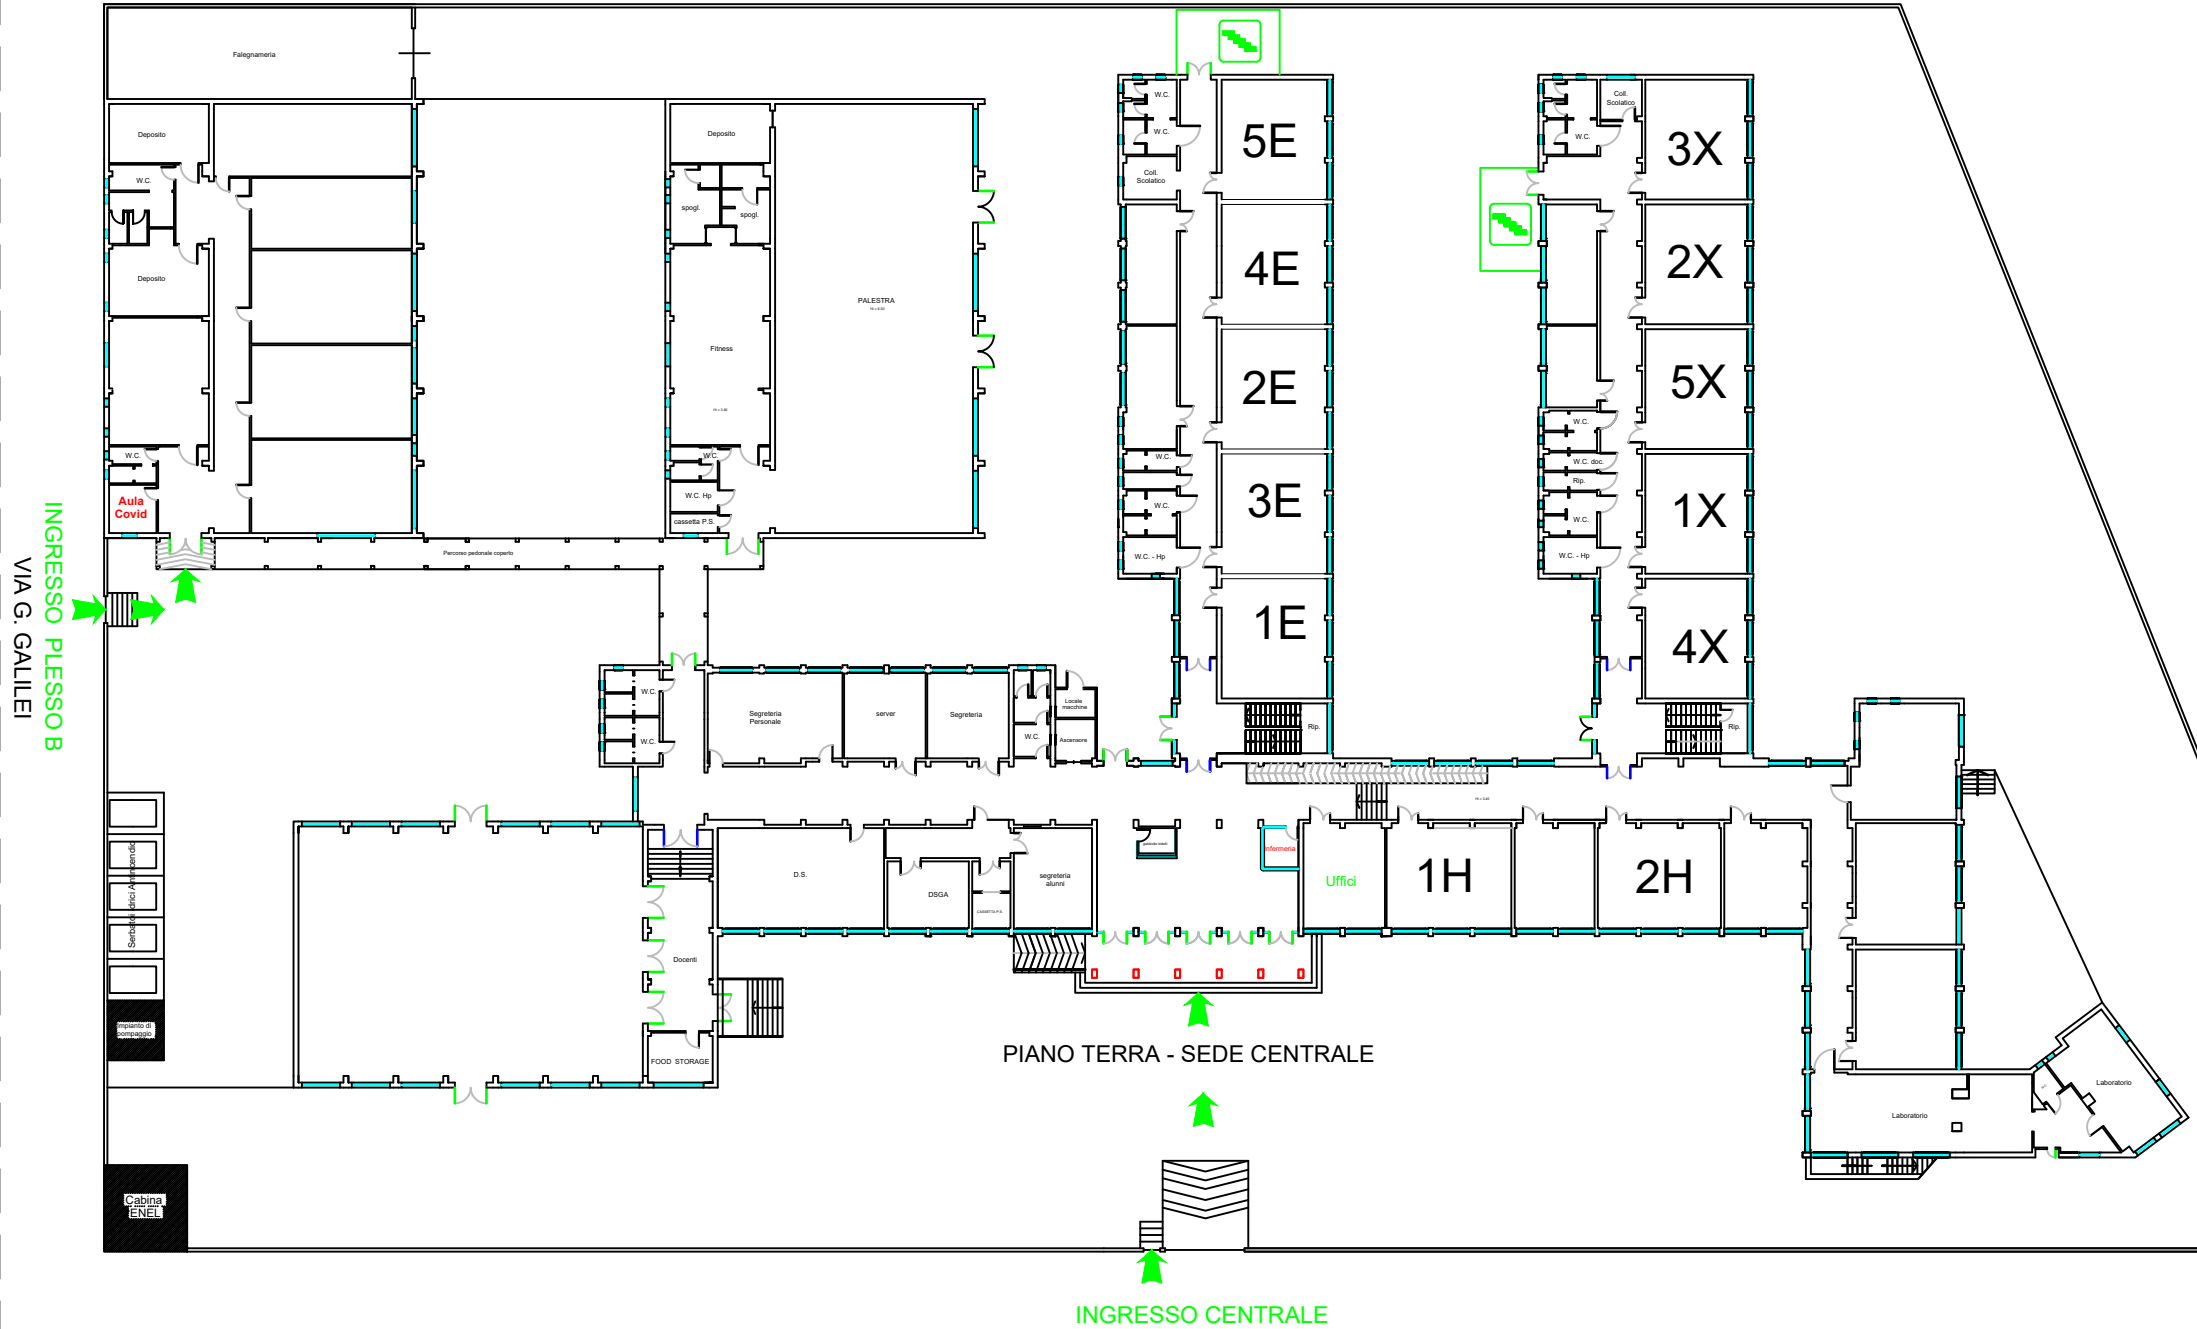 Falegnameria
Deposito
Deposito
W.C.
W.C.
Coll.
Scolatico
W.C.
W.C.
5E
3X
W.C.
spogl.
spogl.
Coll.
Scolatico
Deposito
4E
2X
PALESTRA
Fitness
2E
5X
W.C.
W.C.
W.C.
W.C.
W.C. doc.
Rip.
Aula
Covid
W.C. Hp
cassetta P.S.
W.C.
3E
W.C.
1X
Percorso pedonale coperto
W.C. - Hp
W.C. - Hp
INGRESSO PLESSO B
VIA G. GALILEI
1E
4X
W.C.
W.C.
Segreteria
Personale
server
Segreteria
W.C.
Locale
macchine
Ascensore
Rip.
Rip.
Serbatoi idrici Antincendio
Impianto di
pompaggio
D.S.
DSGA
CASSETTA P.S.
segreteria
alunni
infermeria
Uffici
1H
2H
Docenti
FOOD STORAGE
PIANO TERRA - SEDE CENTRALE
Laboratorio
Laboratorio
Cabina
ENEL
INGRESSO CENTRALE